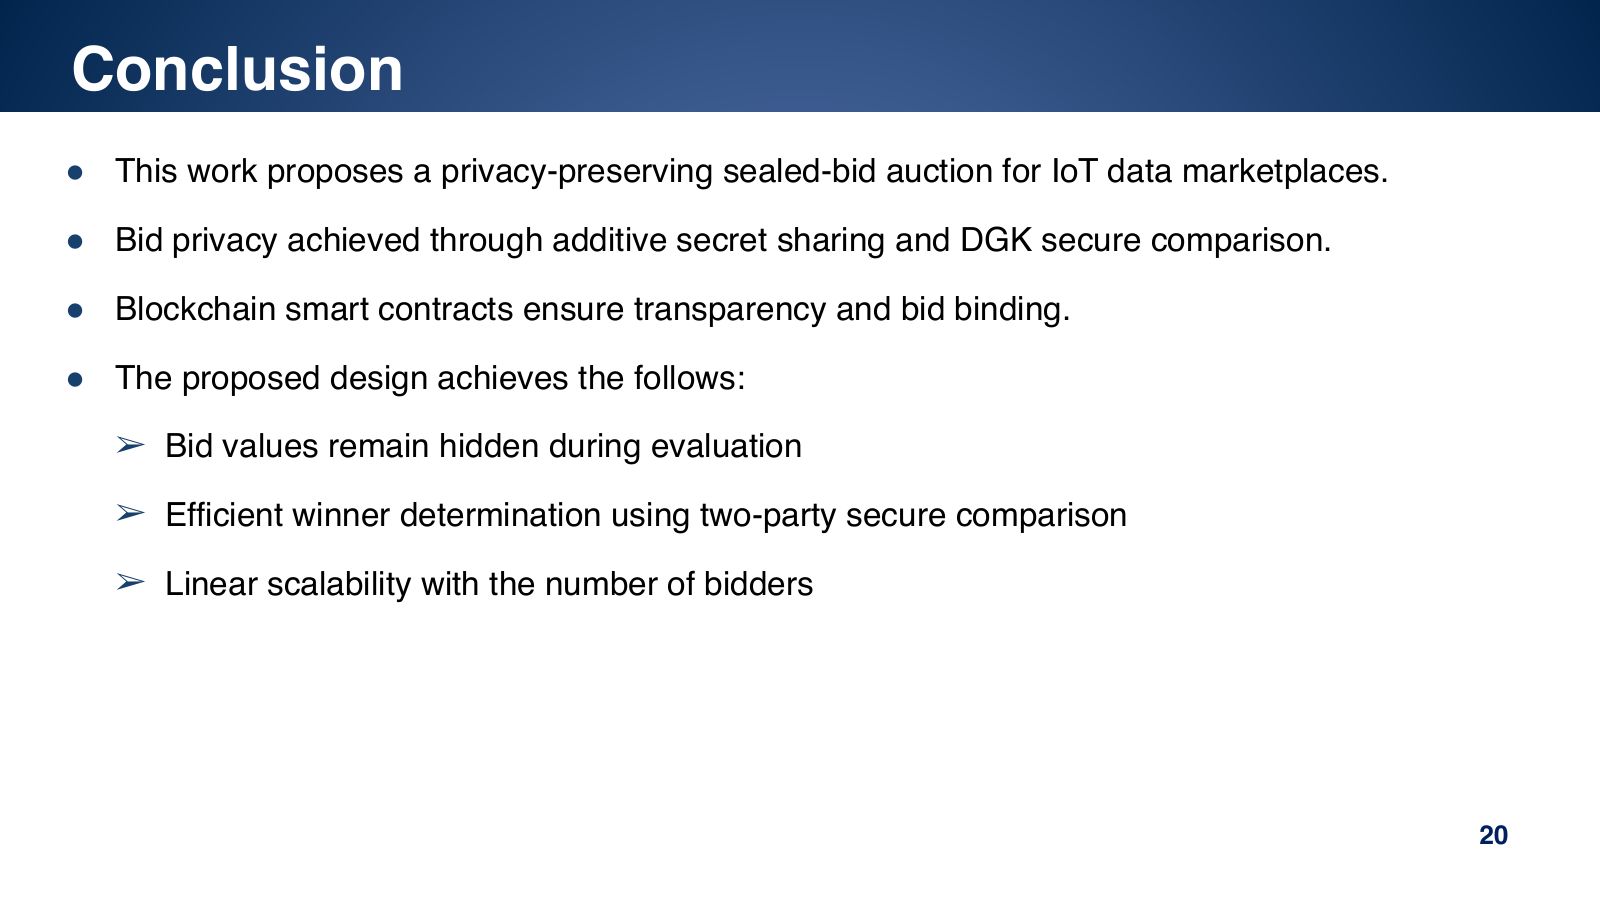 Conclusion
● This work proposes a privacy-preserving sealed-bid auction for IoT data marketplaces.
● Bid privacy achieved through additive secret sharing and DGK secure comparison.
● Blockchain smart contracts ensure transparency and bid binding.
● The proposed design achieves the follows:
➢ Bid values remain hidden during evaluation
➢ Efficient winner determination using two-party secure comparison
➢ Linear scalability with the number of bidders
20